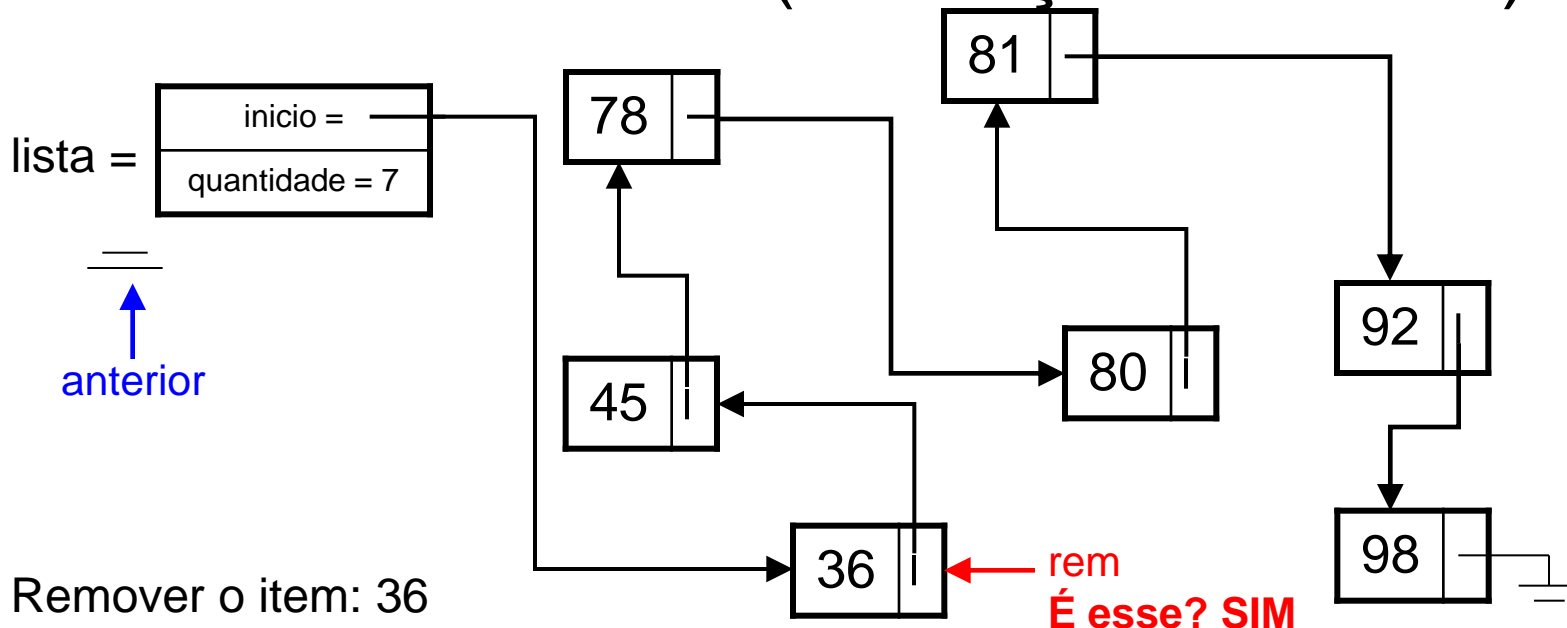 81
78
inicio =
lista =
quantidade = 7
92
80
anterior
45
98
36
rem
Remover o item: 36
É esse? SIM